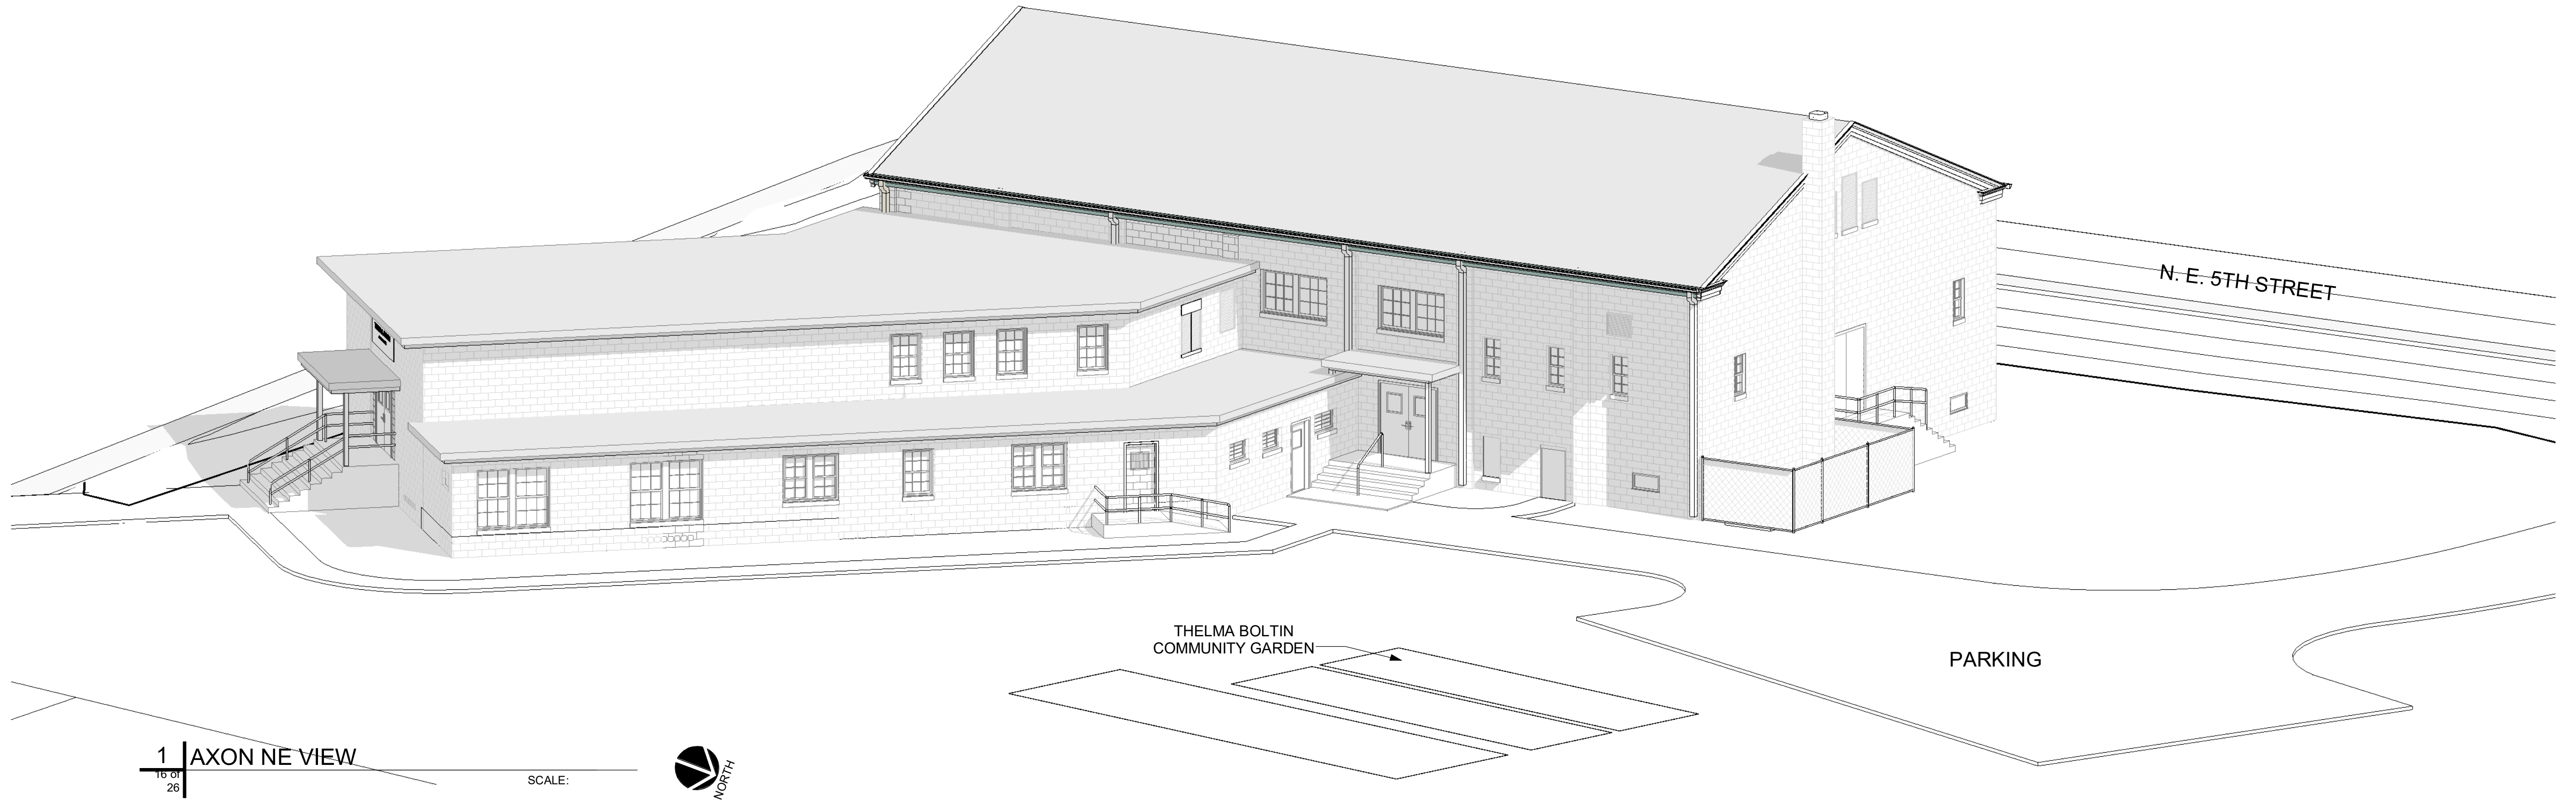 N. E. 5TH STREET
THELMA BOLTIN
COMMUNITY GARDEN
PARKING
1
AXON NE VIEW
16 of
26
SCALE:
NORTH